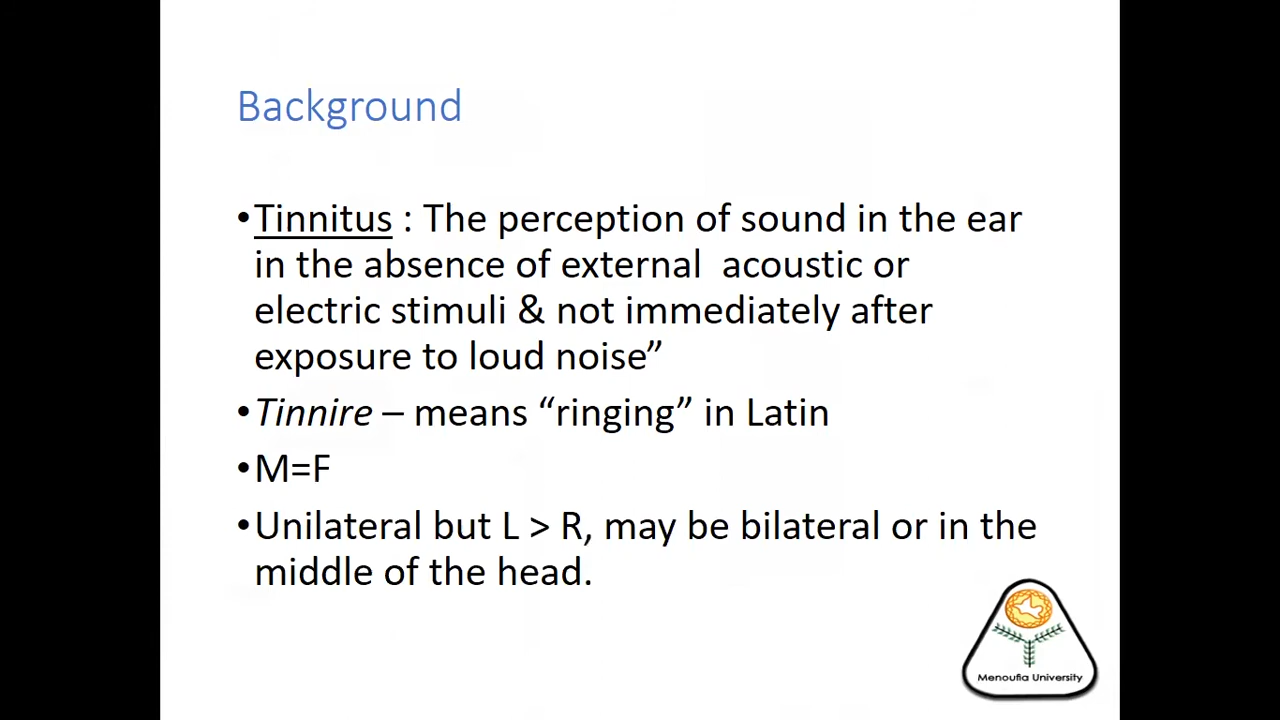 Background
•Tinnitus : The perception of sound in the ear
in the absence of external  acoustic or
electric stimuli & not immediately after
exposure to loud noise”
•Tinnire – means “ringing” in Latin
•M=F
•Unilateral but L > R, may be bilateral or in the
middle of the head.
Menoufia University